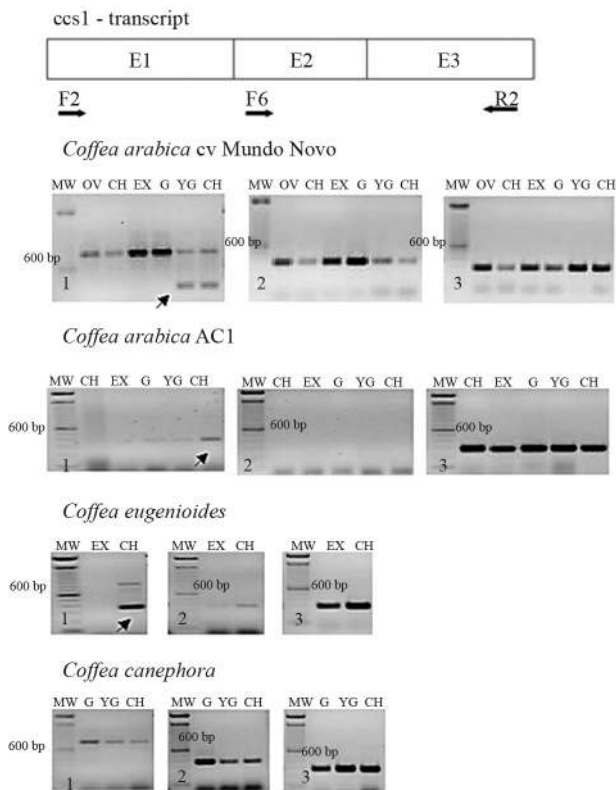 ccs1 - transcript
E1 E2 E3
F2 F6 R2
Coffea arabica cv Mundo Novo
MW OV CH EX G YG CH MW OV CH EX G YG CH MW OV CH EX G YG CH
600 bp 600 bp 600 bp
1 2 3
Coffea arabica AC1
MW CH EX G YG CH MW CH EX G YG CH MW CH EX G YG CH
600 bp 600 bp 600 bp
1 2 3
Coffea eugenioides
MW EX CH MW EX CH MW EX CH
600 bp 600 bp 600 bp
1 2 3
Coffea canephora
MW G YG CH MW G YG CH MW G YG CH
600 bp 600 bp 600 bp
1 2 3